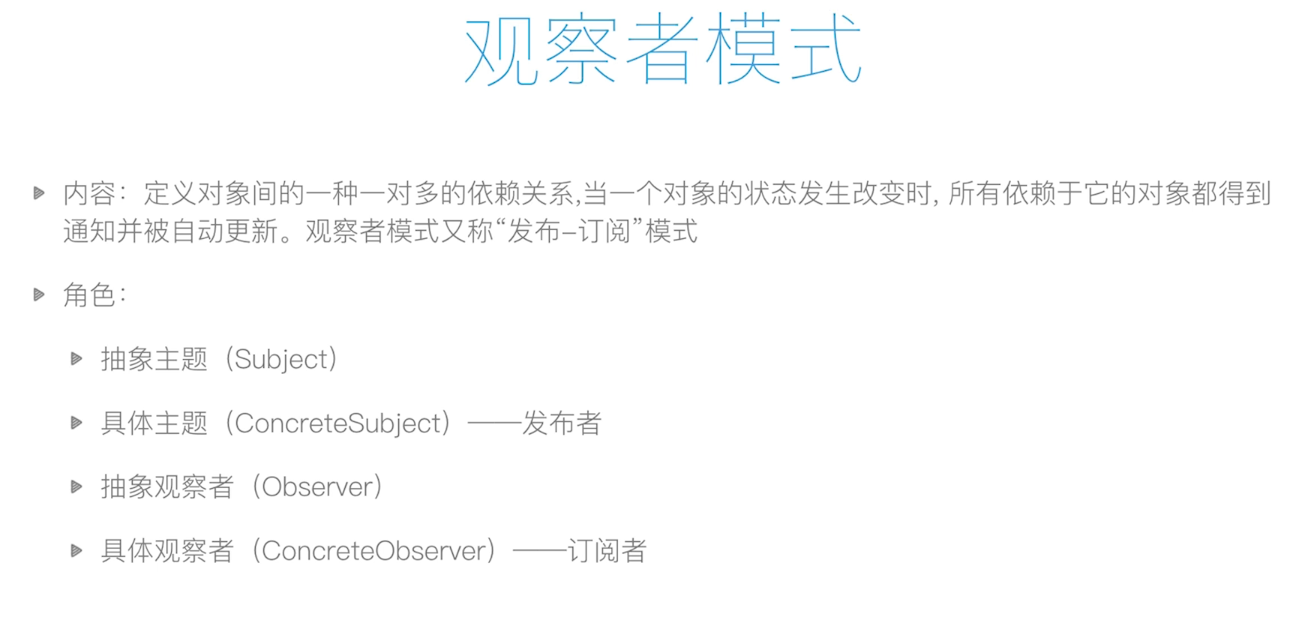 观察者模式
内容：定义对象间的一种一对多的依赖关系,当一个对象的状态发生改变时, 所有依赖于它的对象都得到
通知并被自动更新。观察者模式又称“发布–订阅”模式
角色：
抽象主题（Subject）
具体主题（ConcreteSubject）——发布者
抽象观察者（Observer）
具体观察者（ConcreteObserver）——订阅者